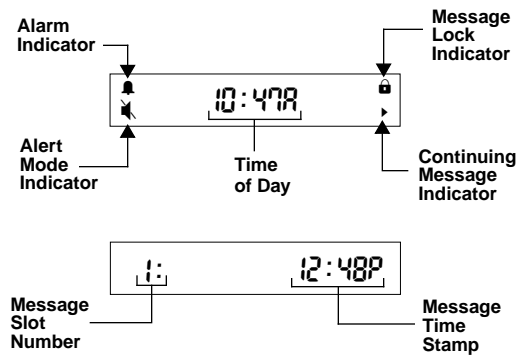 Alarm
Indicator
Message
Lock
Indicator
10:47A
Alert
Mode
Indicator
Time
of Day
Continuing
Message
Indicator
1:
12:48P
Message
Slot
Number
Message
Time
Stamp